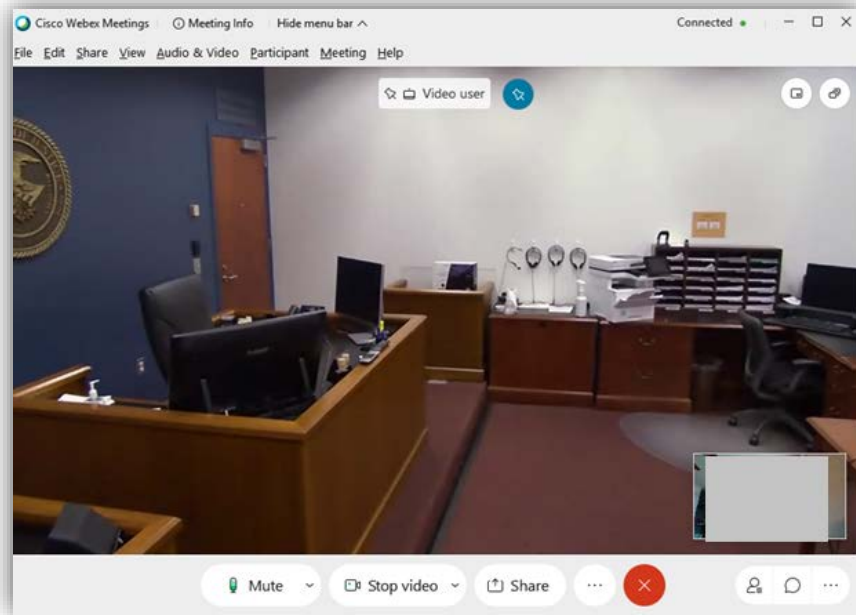 Cisco Webex Meetings Meeting Info Hide menu bar Connected
File Edit Share View Audio & Video Participant Meeting Help
Video user
Mute Stop video Share